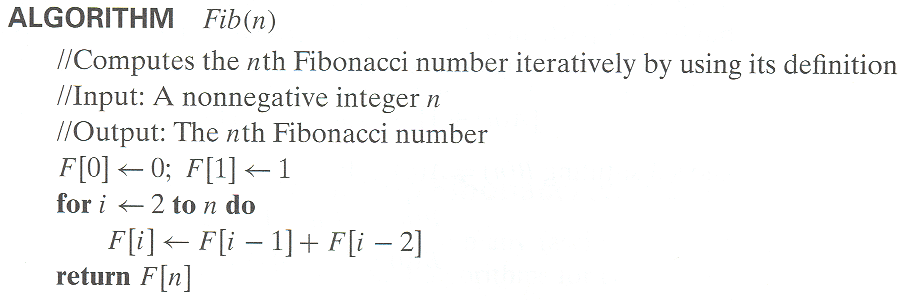 ALGORITHM Fib(n)
//Computes the nth Fibonacci number iteratively by using its definition
//Input: A nonnegative integer n
//Output: The nth Fibonacci number
F[0] ← 0; F[1] ← 1
for i ← 2 to n do
F[i] ← F[i − 1] + F[i − 2]
return F[n]